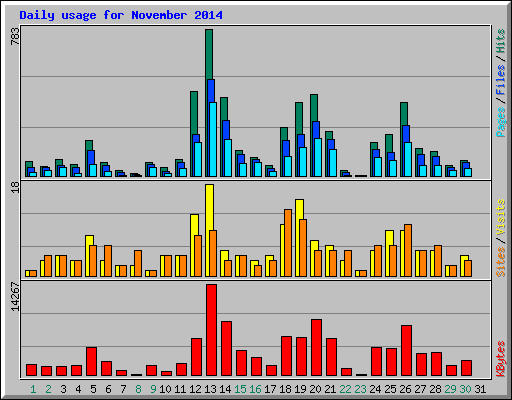 Daily usage for November 2014
783
Pages / Files / Hits
18
Sites / Visits
14267
KBytes
1 2 3 4 5 6 7 8 9 10 11 12 13 14 15 16 17 18 19 20 21 22 23 24 25 26 27 28 29 30 31